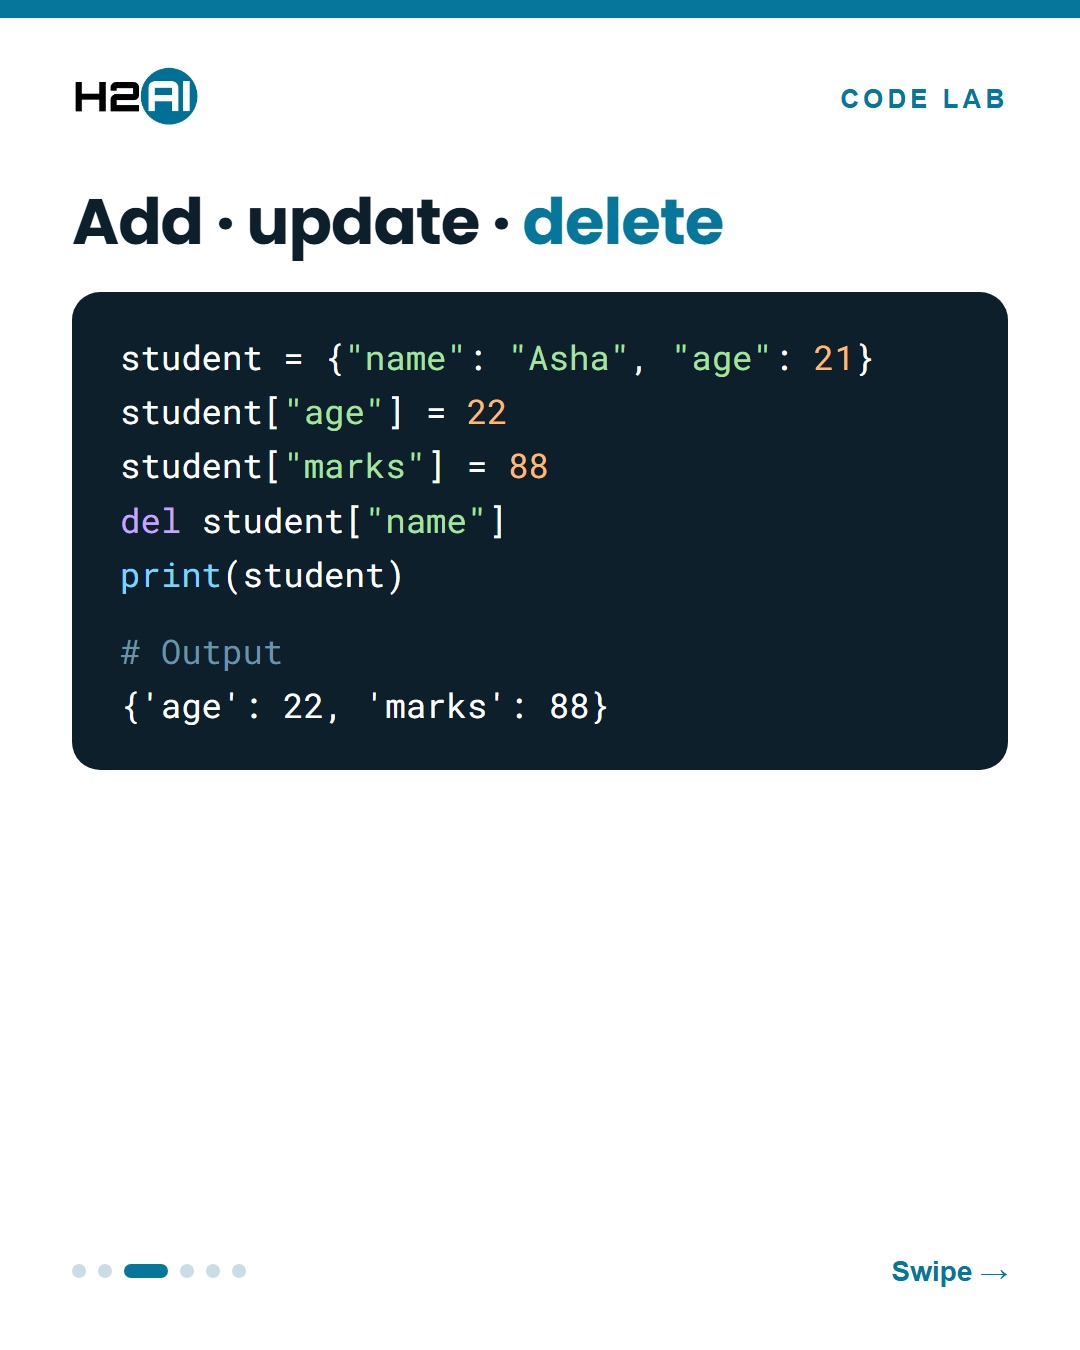 H2AI
CODE LAB
Add · update · delete
student = {"name": "Asha", "age": 21}
student["age"] = 22
student["marks"] = 88
del student["name"]
print(student)
# Output
{'age': 22, 'marks': 88}
Swipe →